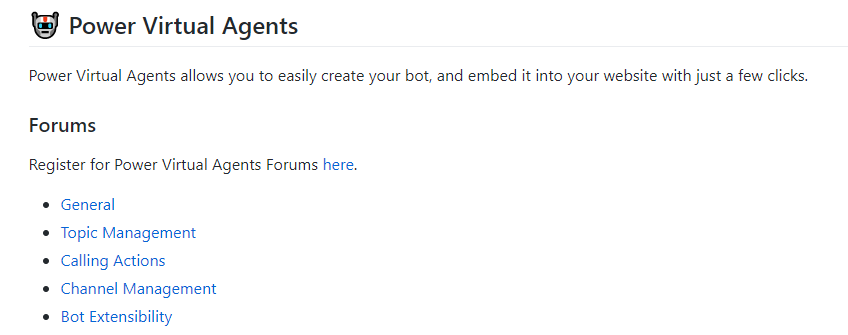 Power Virtual Agents
Power Virtual Agents allows you to easily create your bot, and embed it into your website with just a few clicks.
Forums
Register for Power Virtual Agents Forums here.
General
Topic Management
Calling Actions
Channel Management
Bot Extensibility